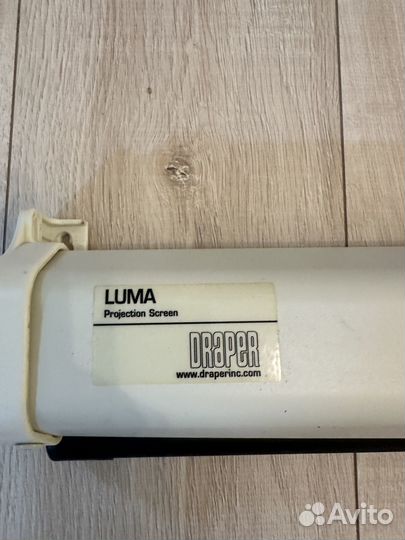 LUMA
Projection Screen
DRAPER
www.draperinc.com
Avito